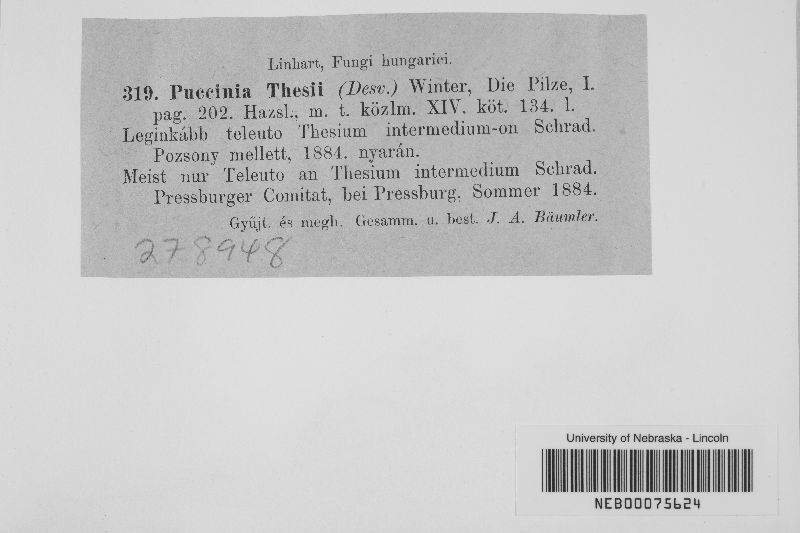 Linhart, Fungi hungarici.
319. Puccinia Thesii (Desv.) Winter, Die Pilze, I.
pag. 202. Hazsl., m. t. közlm. XIV. köt. 134. l.
Leginkább teleuto Thesium intermedium-on Schrad.
Pozsony mellett, 1884. nyarán.
Meist nur Teleuto an Thesium intermedium Schrad.
Pressburger Comitat, bei Pressburg, Sommer 1884.
Gyűjt. és megh. Gesamm. u. best. J. A. Bäumler.
278948
University of Nebraska - Lincoln
NEB00075624